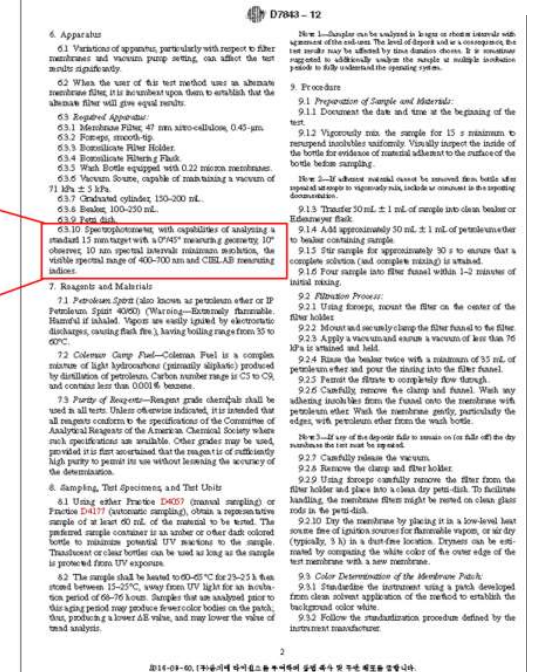 D7843 – 12
6. Apparatus
6.1 Variations of apparatus, particularly with respect to filter
membranes and vacuum pump setting, can affect the test
results significantly.
6.2 When the user of this test method uses an alternate
membrane filter, it is incumbent upon them to establish that the
alternate filter will give equal results.
6.3 Required Apparatus:
6.3.1 Membrane Filter, 47 mm nitro-cellulose, 0.45-µm.
6.3.2 Forceps, smooth-tip.
6.3.3 Borosilicate Filter Holder.
6.3.4 Borosilicate Filtering Flask.
6.3.5 Wash Bottle equipped with 0.22 micron membranes.
6.3.6 Vacuum Source, capable of maintaining a vacuum of
71 kPa ± 5 kPa.
6.3.7 Graduated cylinder, 150–200 mL.
6.3.8 Beaker, 100–250 mL.
6.3.9 Petri dish.
6.3.10 Spectrophotometer, with capabilities of analyzing a
standard 15 mm target with a 0°/45° measuring geometry, 10°
observer, 10 nm spectral intervals minimum resolution, the
visible spectral range of 400–700 nm and CIELAB measuring
indices.
7. Reagents and Materials
7.1 Petroleum Spirit (also known as petroleum ether or IP
Petroleum Spirit 40/60) (Warning—Extremely flammable.
Harmful if inhaled. Vapors are easily ignited by electrostatic
discharges, causing flash fire.), having boiling range from 35 to
60°C.
7.2 Coleman Camp Fuel—Coleman Fuel is a complex
mixture of light hydrocarbons (primarily aliphatic) produced
by distillation of petroleum. Carbon number range is C5 to C9,
and contains less than 0.001% benzene.
7.3 Purity of Reagents—Reagent grade chemicals shall be
used in all tests. Unless otherwise indicated, it is intended that
all reagents conform to the specifications of the Committee of
Analytical Reagents of the American Chemical Society where
such specifications are available. Other grades may be used,
provided it is first ascertained that the reagent is of sufficiently
high purity to permit its use without lessening the accuracy of
the determination.
8. Sampling, Test Specimens, and Test Units
8.1 Using either Practice D4057 (manual sampling) or
Practice D4177 (automatic sampling), obtain a representative
sample of at least 60 mL of the material to be tested. The
preferred sample container is an amber or other dark colored
bottle to minimize potential UV reactions to the sample.
Translucent or clear bottles can be used as long as the sample
is protected from UV exposure.
8.2 The sample shall be heated to 60–65 °C for 23–25 h then
stored between 15–25°C, away from UV light for an incuba-
tion period of 68–76 hours. Samples that are analyzed prior to
this aging period may produce fewer color bodies on the patch;
thus, producing a lower ΔE value, and may lower the value of
trend analysis.
NOTE 1—Samples can be analyzed in longer or shorter intervals with
agreement of the end-user. The level of deposit and as a consequence, the
test results may be affected by time duration chosen. It is sometimes
suggested to additionally analyze the sample at multiple incubation
periods to fully understand the operating system.
9. Procedure
9.1 Preparation of Sample and Materials:
9.1.1 Document the date and time at the beginning of the
test.
9.1.2 Vigorously mix the sample for 15 s minimum to
resuspend insolubles uniformly. Visually inspect the inside of
the bottle for evidence of material adherent to the surface of the
bottle before sampling.
NOTE 2—If adherent material cannot be removed from bottle after
repeated attempts to vigorously mix, include as comment in the reporting
documentation.
9.1.3 Transfer 50 mL ± 1 mL of sample into clean beaker or
Erlenmeyer flask.
9.1.4 Add approximately 50 mL ± 1 mL of petroleum ether
to beaker containing sample.
9.1.5 Stir sample for approximately 30 s to ensure that a
complete solution (and complete mixing) is attained.
9.1.6 Pour sample into filter funnel within 1–2 minutes of
initial mixing.
9.2 Filtration Process:
9.2.1 Using forceps, mount the filter on the center of the
filter holder.
9.2.2 Mount and securely clamp the filter funnel to the filter.
9.2.3 Apply a vacuum and ensure a vacuum of less than 76
kPa is attained and held.
9.2.4 Rinse the beaker twice with a minimum of 35 mL of
petroleum ether and pour the rinsing into the filter funnel.
9.2.5 Permit the filtrate to completely flow through.
9.2.6 Carefully, remove the clamp and funnel. Wash any
adhering insolubles from the funnel onto the membrane with
petroleum ether. Wash the membrane gently, particularly the
edges, with petroleum ether from the wash bottle.
NOTE 3—If any of the deposits fails to remain on (or falls off) the dry
membrane the test must be repeated.
9.2.7 Carefully release the vacuum.
9.2.8 Remove the clamp and filter holder.
9.2.9 Using forceps carefully remove the filter from the
filter holder and place into a clean dry petri-dish. To facilitate
handling, the membrane filters might be rested on clean glass
rods in the petri-dish.
9.2.10 Dry the membrane by placing it in a low-level heat
source free of ignition sources for flammable vapors, or air dry
(typically, 3 h) in a dust-free location. Dryness can be esti-
mated by comparing the white color of the outer edge of the
test membrane with a new membrane.
9.3 Color Determination of the Membrane Patch:
9.3.1 Standardize the instrument using a patch developed
from clean solvent application of the method to establish the
background color white.
9.3.2 Follow the standardization procedure defined by the
instrument manufacturer.
2